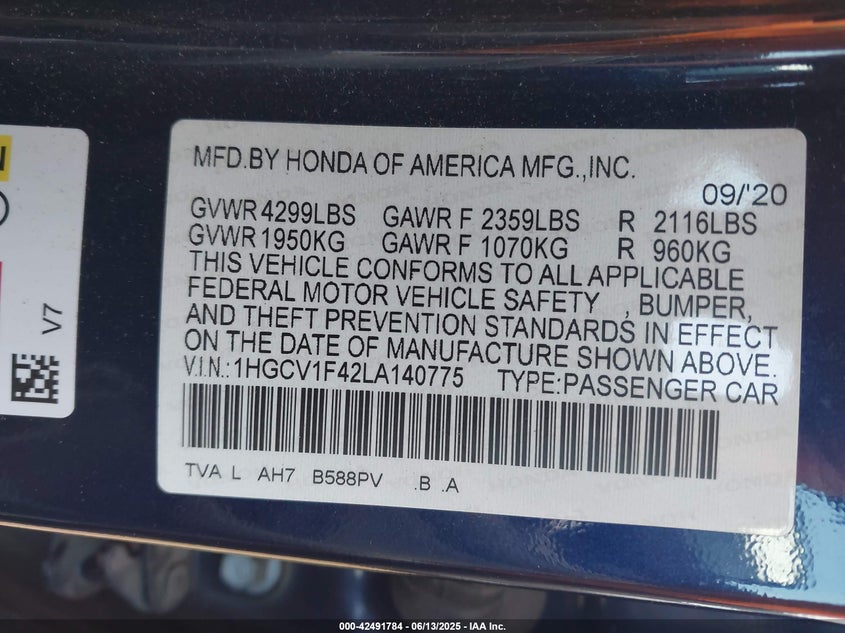 MFD.BY HONDA OF AMERICA MFG.,INC.
09/'20
GVWR 4299LBS GAWR F 2359LBS R 2116LBS
GVWR 1950KG GAWR F 1070KG R 960KG
THIS VEHICLE CONFORMS TO ALL APPLICABLE
FEDERAL MOTOR VEHICLE SAFETY , BUMPER,
AND THEFT PREVENTION STANDARDS IN EFFECT
ON THE DATE OF MANUFACTURE SHOWN ABOVE.
V.I.N.: 1HGCV1F42LA140775 TYPE:PASSENGER CAR
TVA L AH7 B588PV .B .A
V7
000-42491784 - 06/13/2025 - IAA Inc.